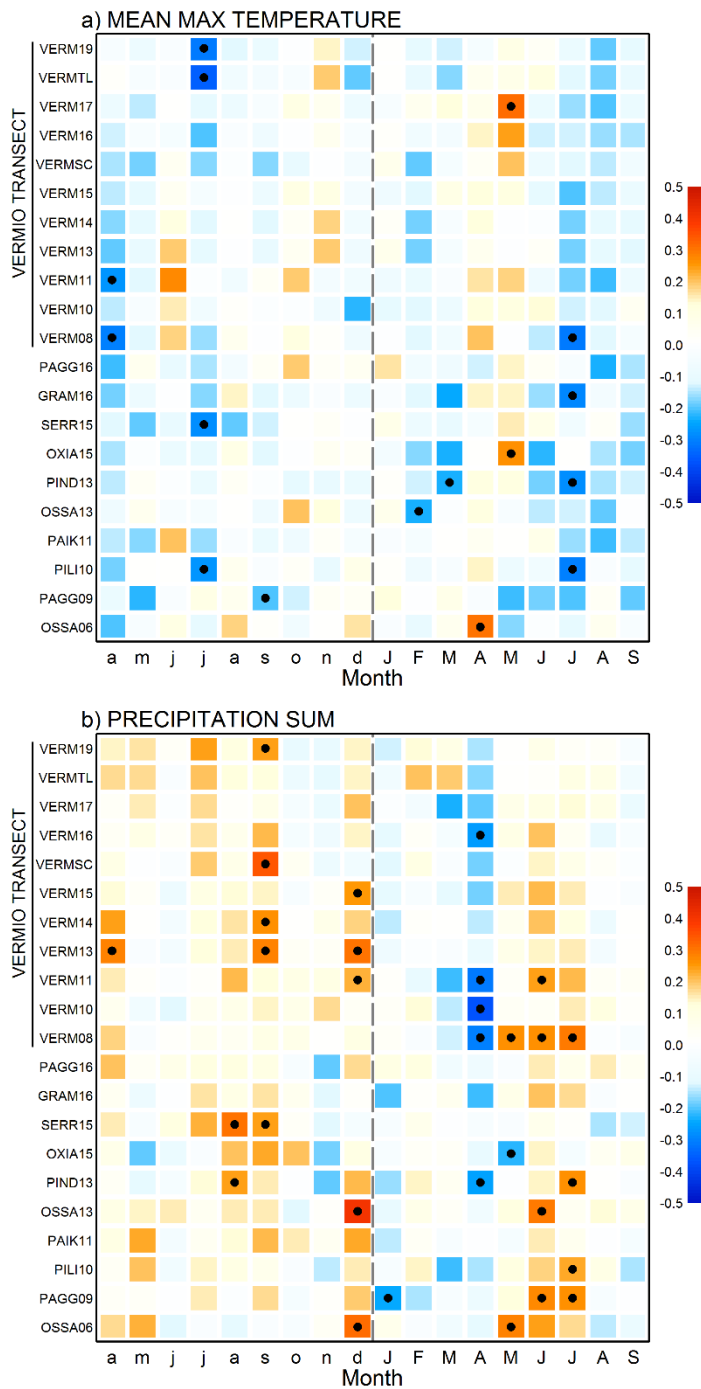 a) MEAN MAX TEMPERATURE
VERMIO TRANSECT
VERM19
VERMTL
VERM17
VERM16
VERMSC
VERM15
VERM14
VERM13
VERM11
VERM10
VERM08
PAGG16
GRAM16
SERR15
OXIA15
PIND13
OSSA13
PAIK11
PILI10
PAGG09
OSSA06
a m j j a s o n d J F M A M J J A S
Month
0.5
0.4
0.3
0.2
0.1
0.0
-0.1
-0.2
-0.3
-0.4
-0.5
b) PRECIPITATION SUM
VERMIO TRANSECT
VERM19
VERMTL
VERM17
VERM16
VERMSC
VERM15
VERM14
VERM13
VERM11
VERM10
VERM08
PAGG16
GRAM16
SERR15
OXIA15
PIND13
OSSA13
PAIK11
PILI10
PAGG09
OSSA06
a m j j a s o n d J F M A M J J A S
Month
0.5
0.4
0.3
0.2
0.1
0.0
-0.1
-0.2
-0.3
-0.4
-0.5